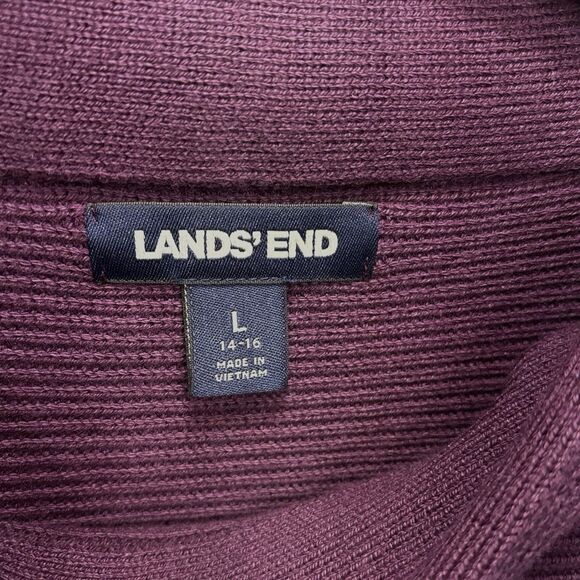 LANDS' END
L
14-16
MADE IN
VIETNAM